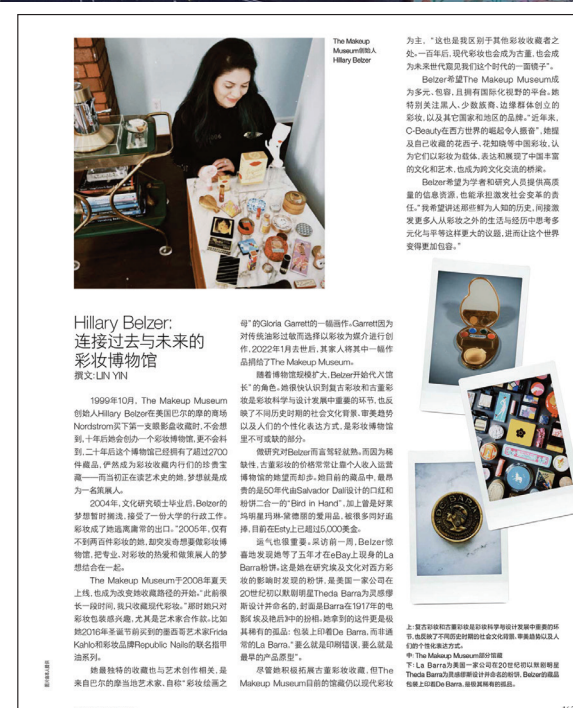 The Makeup
Museum创始人
Hillary Belzer
Hillary Belzer:
连接过去与未来的
彩妆博物馆
撰文:LIN YIN
1999年10月, The Makeup Museum
创始人Hillary Belzer在美国巴尔的摩的商场
Nordstrom买下第一支眼影盘收藏时,不会想
到,十年后她会创办一个彩妆博物馆,更不会料
到,二十年后这个博物馆已经拥有了超过2700
件藏品,俨然成为妆收藏内行们的珍贵宝
藏——而当初正在读艺术史的她,梦想就是成
为一名策展人。
2004年,文化研究硕士毕业后,Belzer的
梦想暂时搁浅,接受了一份大学的行政工作。
彩妆成了她逃离庸常的出口。“2005年,仅有
不到两百件彩妆的她,却突发奇想要做彩妆博
物馆,把专业、对彩妆的热爱和做策展人的梦
想结合在一起。
The Makeup Museum于2008年夏天
上线,也成为改变她收藏路径的开始。“此前很
长一段时间,我只收藏现代彩妆。”那时她只对
彩妆包装感兴趣,尤其是艺术家合作款。比如
她2016年圣诞节前买到的墨西哥艺术家Frida
Kahlo和彩妆品牌Republic Nails的联名指甲
油系列。
她最独特的收藏也与艺术创作相关,是
来自巴尔的摩当地艺术家、自称“彩妆绘画之
母”的Gloria Garrett的一幅画作。Garrett因为
对传统油彩过敏而选择以彩妆为媒介进行创
作,2022年1月去世后,其家人将其中一幅作
品捐给了The Makeup Museum。
随着博物馆规模扩大,Belzer开始代入“馆
长”的角色。她很快认识到复古彩妆和古董彩
妆是彩妆科学与设计发展中重要的环节,也反
映了不同历史时期的社会文化背景、审美趋势
以及人们的个性化表达方式,是彩妆博物馆
里不可或缺的部分。
做研究对Belzer而言驾轻就熟。而因为稀
缺性,古董彩妆的价格常常让靠个人收入运营
博物馆的她望而却步。她目前的藏品中,最昂
贵的是50年代由Salvador Dalí设计的口红和
粉饼二合一的“Bird in Hand”,加上曾是好莱
坞明星玛琳·黛德丽的爱用品,被很多同好追
捧,目前在Esty上已超过5,000美金。
运气也很重要。采访前一周,Belzer惊
喜地发现她等了五年才在eBay上现身的La
Barra粉饼。这是她在研究埃及文化对西方彩
妆的影响时发现的粉饼,是美国一家公司在
20世纪初以默剧明星Theda Barra为灵感缪
斯设计并命名的,封面是Barra在1917年的电
影《埃及艳后》中的扮相。她拿到的这件更是极
其稀有的孤品:包装上印着De Barra,而非通
常的La Barra。“要么就是印刷错误,要么就是
最早的产品原型”。
尽管她积极拓展古董彩妆收藏,但The
Makeup Museum目前的馆藏仍以现代彩妆
为主,“这也是我区别于其他彩妆收藏者之
处。一百年后,现代彩妆也会成为古董,也会成
为未来世代窥见我们这个时代的一面镜子”。
Belzer希望The Makeup Museum成
为多元、包容,且拥有国际化视野的平台。她
特别关注黑人、少数族裔、边缘群体创立的
彩妆,以及其它国家和地区的品牌。“近年来,
C-Beauty在西方世界的崛起令人振奋”,她提
及自己收藏的花西子、花知晓等中国彩妆,认
为它们以彩妆为载体,表达和展现了中国丰富
的文化和艺术,也成为跨文化交流的桥梁。
Belzer希望为学者和研究人员提供高质
量的信息资源,也能承担激发社会变革的责
任。“我希望讲述那些鲜为人知的历史,间接激
发更多人从彩妆之外的生活与经历中思考多
元化与平等这样更大的议题,进而让这个世界
变得更加包容。”
DE BARRA
上:复古彩妆和古董彩妆是彩妆科学与设计发展中重要的环
节,也反映了不同历史时期的社会文化背景、审美趋势以及人
们的个性化表达方式。
中:The Makeup Museum部分馆藏
下:La Barra为美国一家公司在20世纪初以默剧明星
Theda Barra为灵感缪斯设计并命名的粉饼,Belzer的藏品
包装上印着De Barra,是极其稀有的孤品。